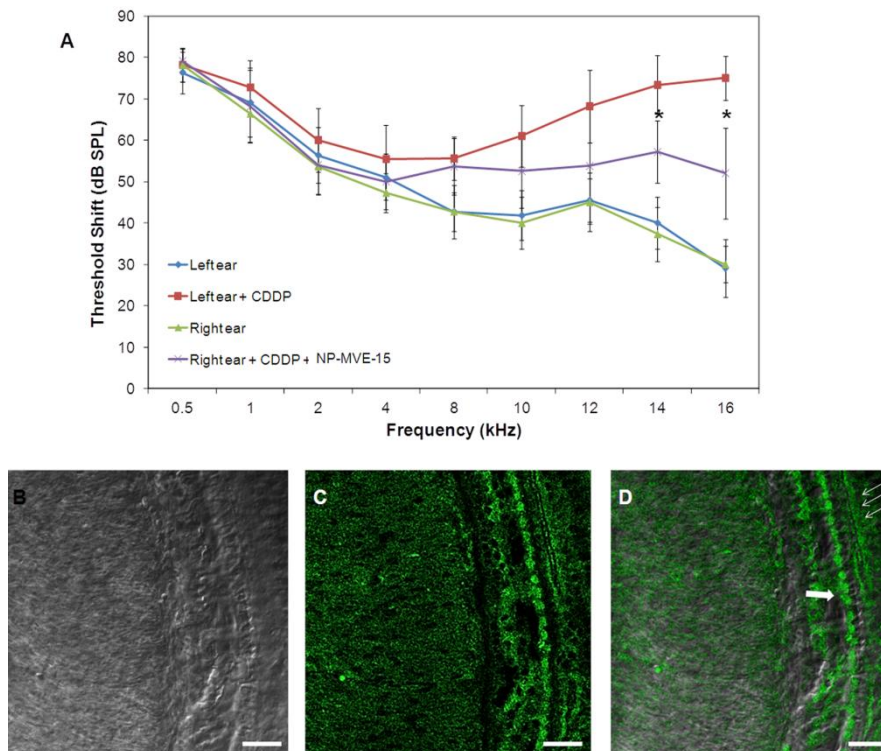 A
Threshold Shift (dB SPL)
90
80
70
60
50
40
30
20
10
0
Leftear
Leftear + CDDP
Rightear
Rightear + CDDP + NP-MVE-15
*
*
0.5 1 2 4 8 10 12 14 16
Frequency (kHz)
B
C
D